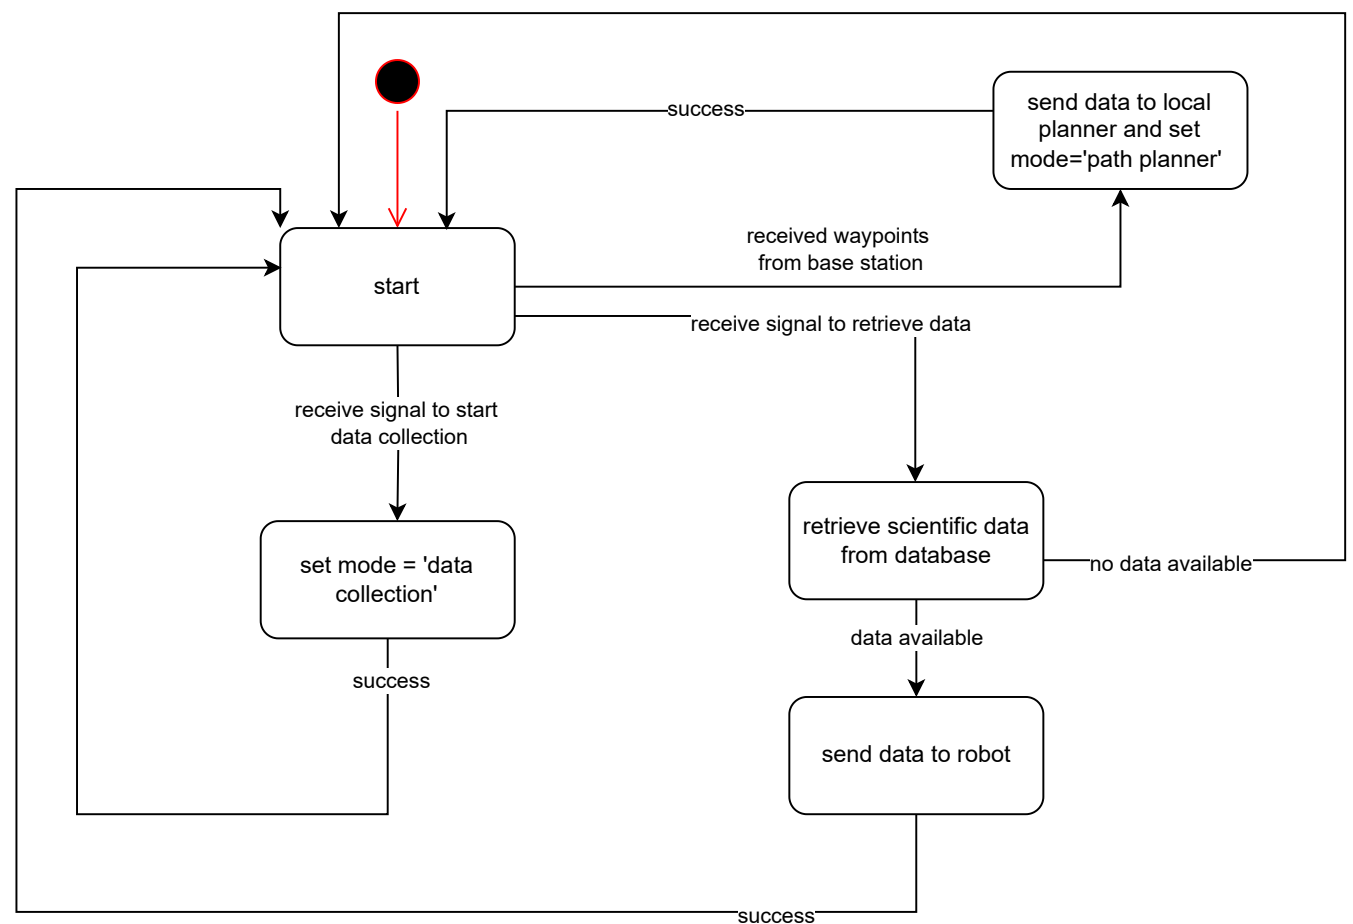 send data to local
planner and set
mode='path planner'
success
received waypoints
from base station
start
receive signal to retrieve data
receive signal to start
data collection
retrieve scientific data
from database
no data available
set mode = 'data
collection'
data available
success
send data to robot
success